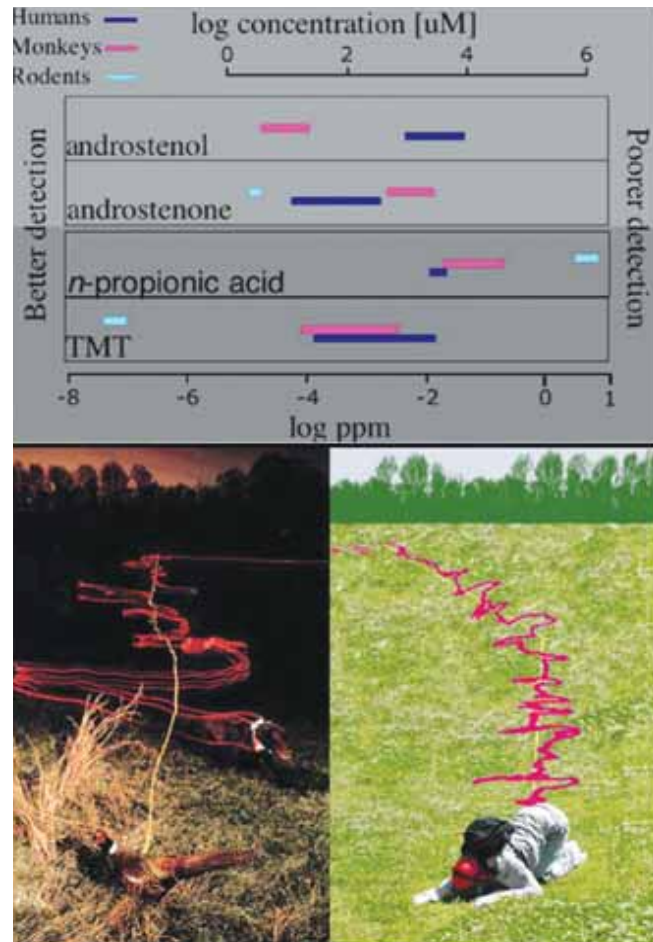 Humans
log concentration [uM]
Monkeys
Rodents
0 2 4 6
Better detection
androstenol
androstenone
n-propionic acid
TMT
Poorer detection
-8 -6 -4 -2 0 1
log ppm